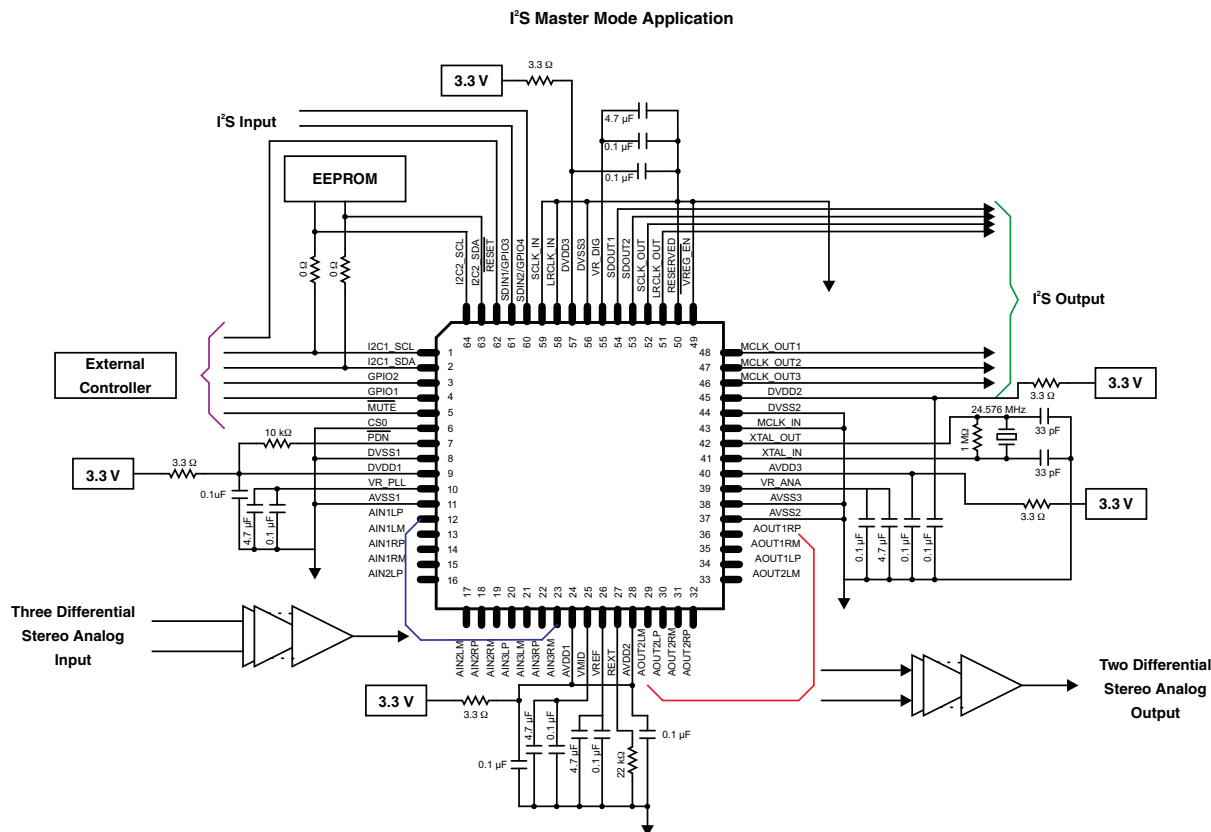 I²S Master Mode Application
3.3 Ω
3.3 V
4.7 µF
0.1 µF
0.1 µF
I²S Input
EEPROM
0 Ω
0 Ω
I2C2_SCL
I2C2_SDA
RESET
SDIN1/GPIO3
SDIN2/GPIO4
SCLK_IN
LRCLK_IN
DVDD3
DVSS3
VR_DIG
SDOUT1
SDOUT2
SCLK_OUT
LRCLK_OUT
RESERVED
VREG_EN
64
63
62
61
60
59
58
57
56
55
54
53
52
51
50
49
I²S Output
External
Controller
I2C1_SCL
I2C1_SDA
GPIO2
GPIO1
MUTE
CS0
PDN
DVSS1
DVDD1
VR_PLL
AVSS1
AIN1LP
AIN1LM
AIN1RP
AIN1RM
AIN2LP
1
2
3
4
5
6
7
8
9
10
11
12
13
14
15
16
10 kΩ
3.3 V
3.3 Ω
0.1uF
4.7 µF
0.1 µF
48
47
46
45
44
43
42
41
40
39
38
37
36
35
34
33
MCLK_OUT1
MCLK_OUT2
MCLK_OUT3
DVDD2
DVSS2
MCLK_IN
XTAL_OUT
XTAL_IN
AVDD3
VR_ANA
AVSS3
AVSS2
AOUT1RP
AOUT1RM
AOUT1LP
AOUT2LM
3.3 Ω
3.3 V
24.576 MHz
1 MΩ
33 pF
33 pF
3.3 Ω
3.3 V
0.1 µF
4.7 µF
0.1 µF
0.1 µF
17
18
19
20
21
22
23
24
25
26
27
28
29
30
31
32
AIN2LM
AIN2RP
AIN2RM
AIN3LP
AIN3LM
AIN3RP
AIN3RM
AVDD1
VMID
VREF
REXT
AVDD2
AOUT2LM
AOUT2LP
AOUT2RM
AOUT2RP
Three Differential
Stereo Analog
Input
3.3 V
3.3 Ω
0.1 µF
4.7 µF
0.1 µF
4.7 µF
0.1 µF
22 kΩ
0.1 µF
Two Differential
Stereo Analog
Output